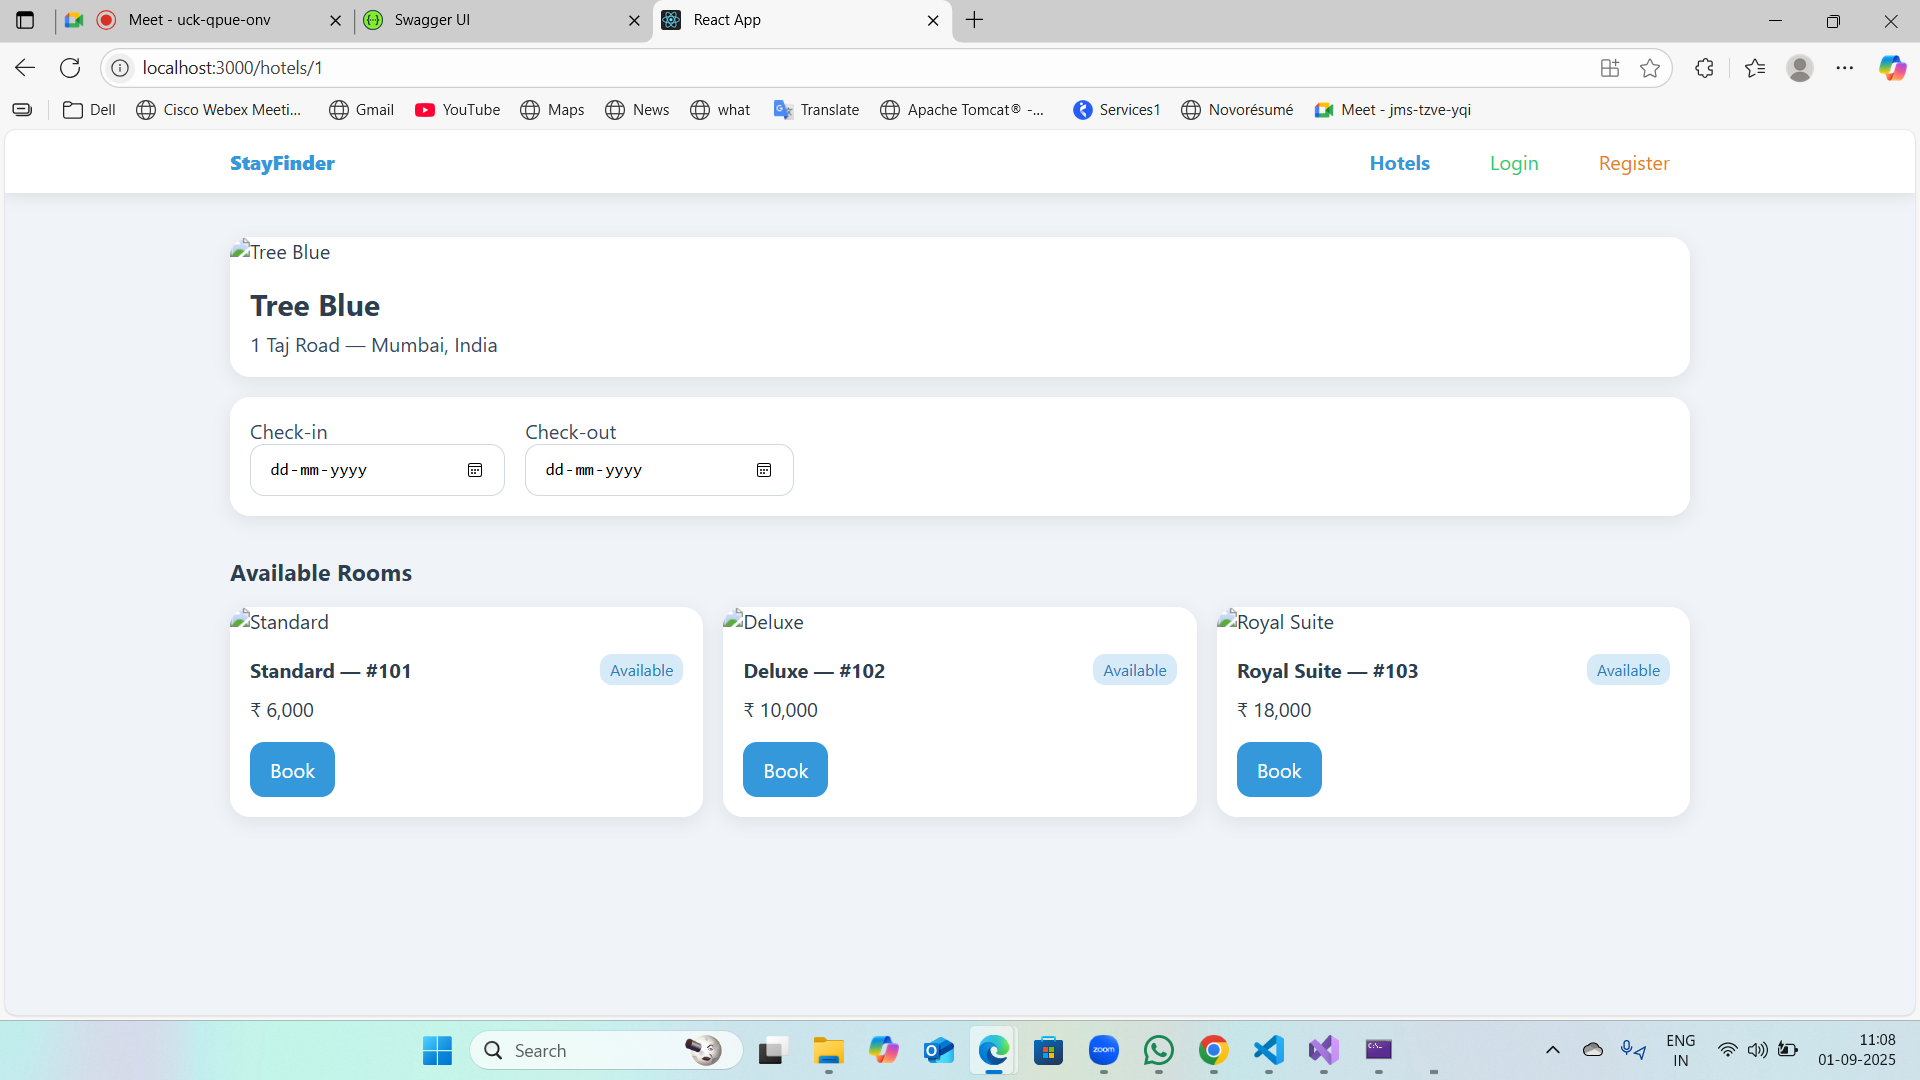 Meet - uck-qpue-onv
Swagger UI
React App
localhost:3000/hotels/1
Dell
Cisco Webex Meeti...
Gmail
YouTube
Maps
News
what
Translate
Apache Tomcat® -...
Services1
Novorésumé
Meet - jms-tzve-yqi
StayFinder
Hotels
Login
Register
Tree Blue
Tree Blue
1 Taj Road — Mumbai, India
Check-in
Check-out
dd-mm-yyyy
dd-mm-yyyy
Available Rooms
Standard
Standard — #101
Available
₹ 6,000
Book
Deluxe
Deluxe — #102
Available
₹ 10,000
Book
Royal Suite
Royal Suite — #103
Available
₹ 18,000
Book
Search
zoom
ENG
IN
11:08
01-09-2025